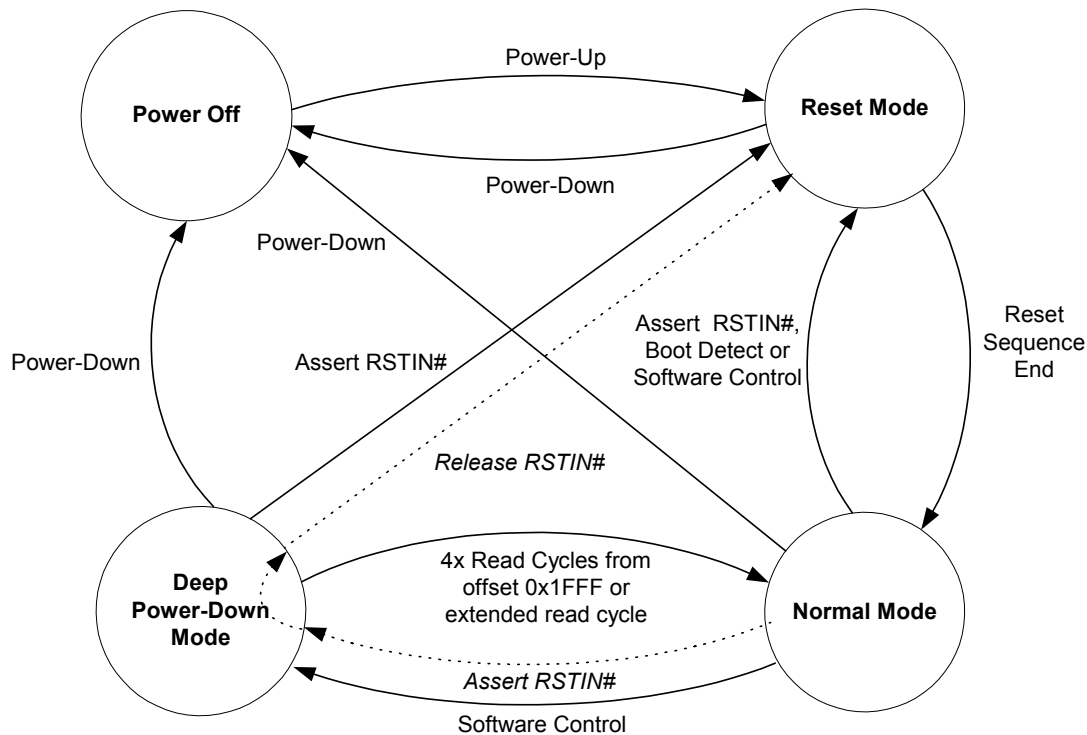 Power-Up
Power Off
Reset Mode
Power-Down
Power-Down
Power-Down
Assert RSTIN#
Assert RSTIN#,
Boot Detect or
Software Control
Reset
Sequence
End
Release RSTIN#
Deep
Power-Down
Mode
4x Read Cycles from
offset 0x1FFF or
extended read cycle
Normal Mode
Assert RSTIN#
Software Control